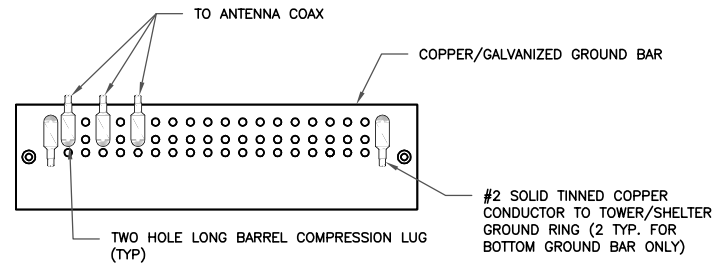 TO ANTENNA COAX
COPPER/GALVANIZED GROUND BAR
#2 SOLID TINNED COPPER
CONDUCTOR TO TOWER/SHELTER
GROUND RING (2 TYP. FOR
BOTTOM GROUND BAR ONLY)
TWO HOLE LONG BARREL COMPRESSION LUG
(TYP)